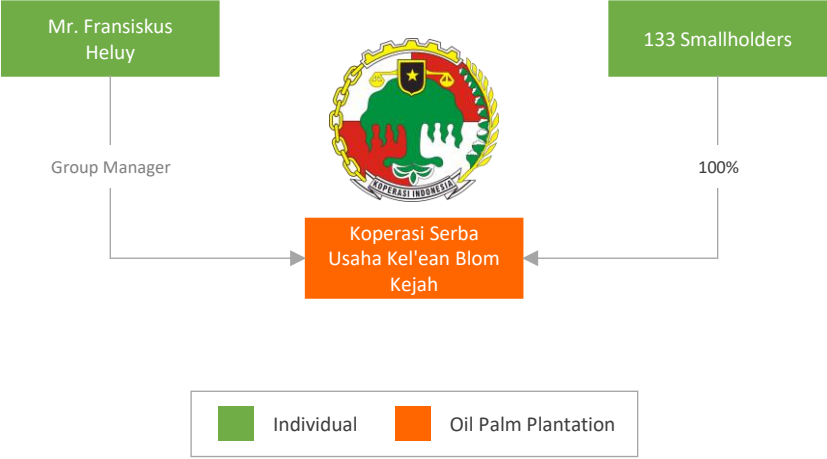 Mr. Fransiskus
Heluy
133 Smallholders
Group Manager
100%
KOPERASI INDONESIA
Koperasi Serba
Usaha Kel'ean Blom
Kejah
Individual
Oil Palm Plantation